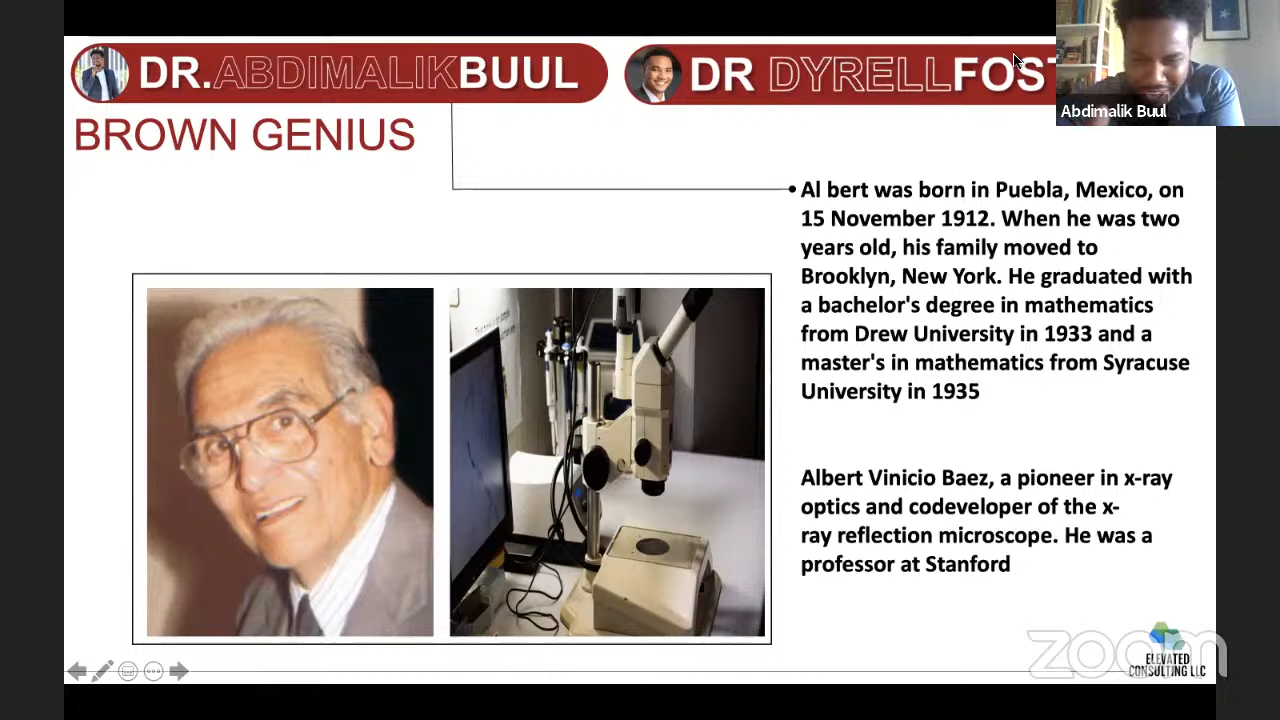 DR.ABDIMALIKBUUL
DR DYRELLFOST
Abdimalik Buul
BROWN GENIUS
• Al bert was born in Puebla, Mexico, on
15 November 1912. When he was two
years old, his family moved to
Brooklyn, New York. He graduated with
a bachelor's degree in mathematics
from Drew University in 1933 and a
master's in mathematics from Syracuse
University in 1935
Albert Vinicio Baez, a pioneer in x-ray
optics and codeveloper of the x-
ray reflection microscope. He was a
professor at Stanford
zoom
ELEVATED
CONSULTING LLC